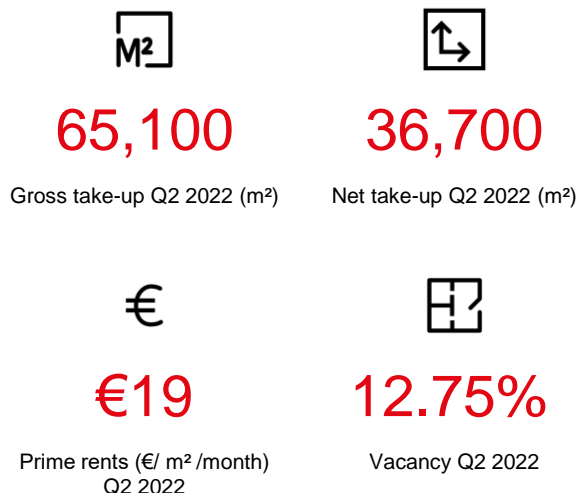 M²
65,100
36,700
Gross take-up Q2 2022 (m²)
Net take-up Q2 2022 (m²)
€
€19
12.75%
Prime rents (€/ m² /month)
Q2 2022
Vacancy Q2 2022